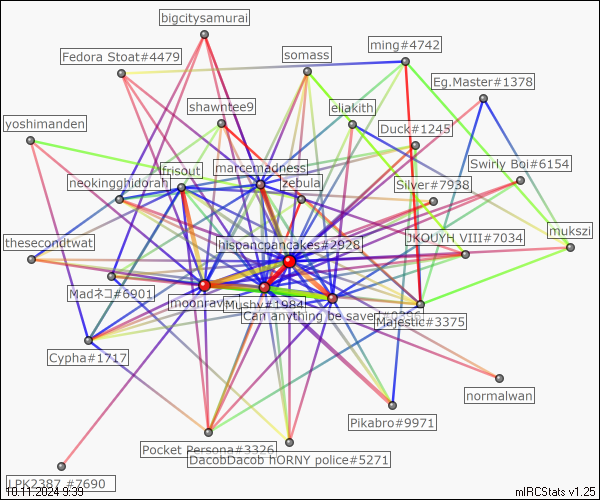 bigcitysamurai
ming#4742
Fedora Stoat#4479
somass
Eg.Master#1378
shawntee9
eliakith
yoshimanden
Duck#1245
Swirly Boi#6154
frisout
marcemadness
neokingghidorah
zebula
Silver#7938
mukszi
thesecondtwat
hispancpancakes#2928
JKOUYH VIII#7034
Madネコ#6901
moonrav
Mushy#1984
Can anything be saved
Majestic#3375
Cypha#1717
normalwan
Pikabro#9971
Pocket Persona#3326
DacobDacob hORNY police#5271
LPK2387 #7690
10.11.2024 9:39
mIRCStats v1.25